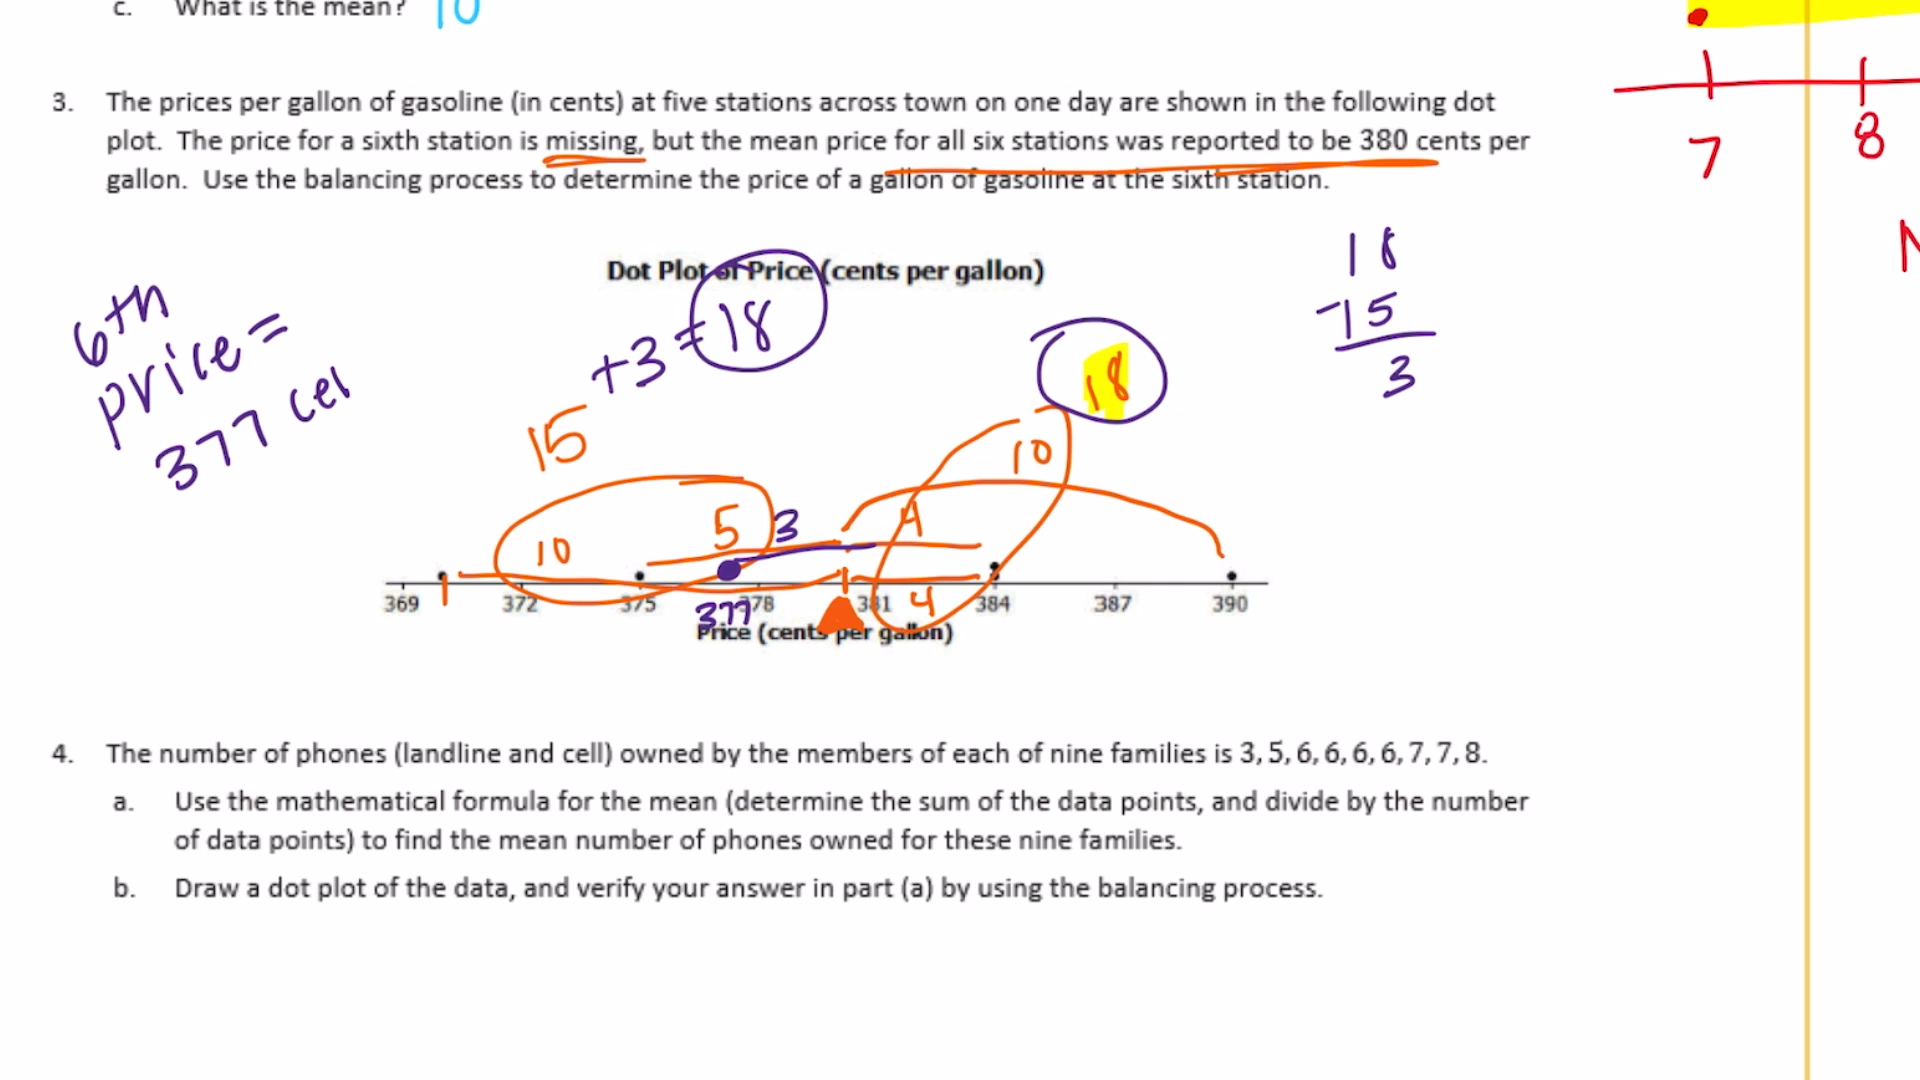 c. What is the mean? 10
3. The prices per gallon of gasoline (in cents) at five stations across town on one day are shown in the following dot
plot. The price for a sixth station is missing, but the mean price for all six stations was reported to be 380 cents per
gallon. Use the balancing process to determine the price of a gallon of gasoline at the sixth station.
7 8
Dot Plot of Price (cents per gallon)
6th
price =
377 cel
+3 = 18
18
-15
3
18
15
10
10 5 3 4
369 372 375 377 378 381 4 384 387 390
Price (cents per gallon)
4. The number of phones (landline and cell) owned by the members of each of nine families is 3, 5, 6, 6, 6, 6, 7, 7, 8.
a. Use the mathematical formula for the mean (determine the sum of the data points, and divide by the number
of data points) to find the mean number of phones owned for these nine families.
b. Draw a dot plot of the data, and verify your answer in part (a) by using the balancing process.